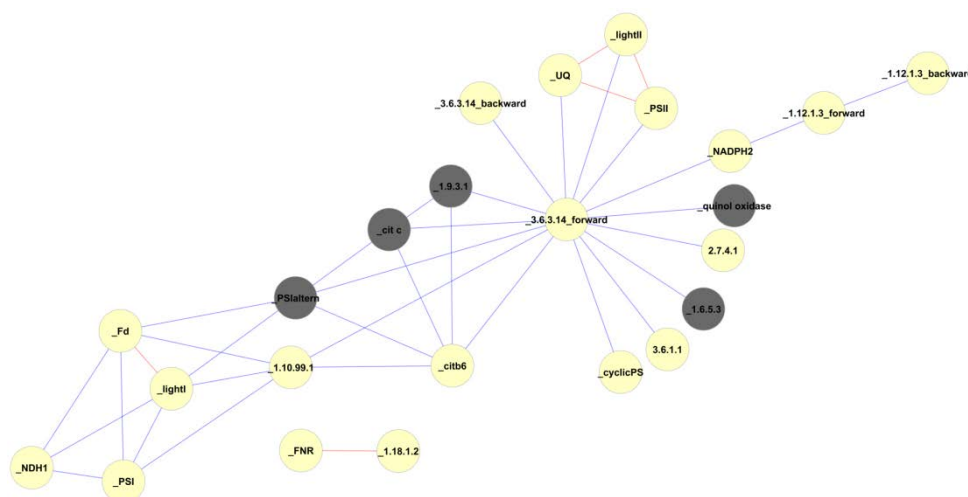 _lightII
_UQ
_1.12.1.3_backward
_3.6.3.14_backward
_PSII
_1.12.1.3_forward
_NADPH2
_1.9.3.1
_quinol oxidase
_3.6.3.14_forward
_cit c
2.7.4.1
_PSIaltern
_1.6.5.3
_Fd
3.6.1.1
_1.10.99.1
_citb6
_cyclicPS
_lightI
_FNR
_1.18.1.2
_NDH1
_PSI